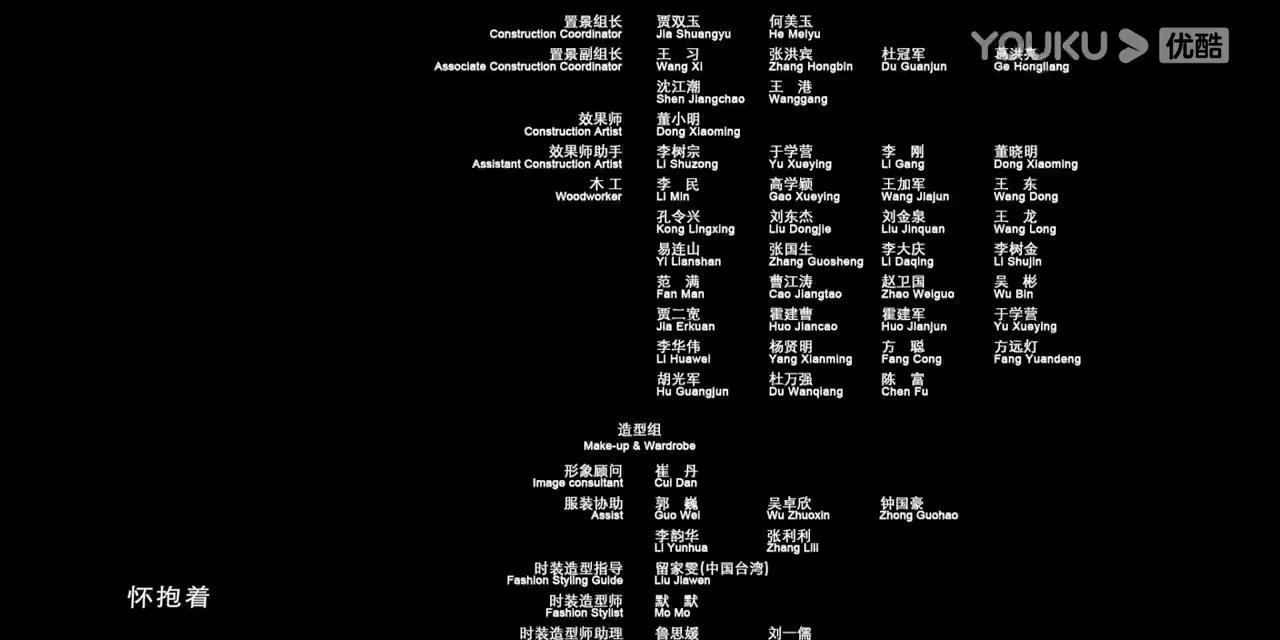 置景组长 贾双玉 何美玉
Construction Coordinator Jia Shuangyu He Meiyu
YOUKU 优酷
置景副组长 王 习 张洪宾 杜冠军 葛洪亮
Associate Construction Coordinator Wang Xi Zhang Hongbin Du Guanjun Ge Hongliang
沈江潮 王 港
Shen Jiangchao Wanggang
效果师 董小明
Construction Artist Dong Xiaoming
效果师助手 李树宗 于学营 李 刚 董晓明
Assistant Construction Artist Li Shuzong Yu Xueying Li Gang Dong Xiaoming
木 工 李 民 高学颖 王加军 王 东
Woodworker Li Min Gao Xueying Wang Jiajun Wang Dong
孔令兴 刘东杰 刘金泉 王 龙
Kong Lingxing Liu Dongjie Liu Jinquan Wang Long
易连山 张国生 李大庆 李树金
Yi Lianshan Zhang Guosheng Li Daqing Li Shujin
范 满 曹江涛 赵卫国 吴 彬
Fan Man Cao Jiangtao Zhao Weiguo Wu Bin
贾二宽 霍建曹 霍建军 于学营
Jia Erkuan Huo Jiancao Huo Jianjun Yu Xueying
李华伟 杨贤明 方 聪 方远灯
Li Huawei Yang Xianming Fang Cong Fang Yuandeng
胡光军 杜万强 陈 富
Hu Guangjun Du Wanqiang Chen Fu
造型组
Make-up & Wardrobe
形象顾问 崔 丹
Image consultant Cui Dan
服装协助 郭 巍 吴卓欣 钟国豪
Assist Guo Wei Wu Zhuoxin Zhong Guohao
李韵华 张利利
Li Yunhua Zhang Lili
时装造型指导 留家雯(中国台湾)
Fashion Styling Guide Liu Jiawen
怀抱着
时装造型师 默 默
Fashion Stylist Mo Mo
时装造型师助理 鲁思媛 刘一儒